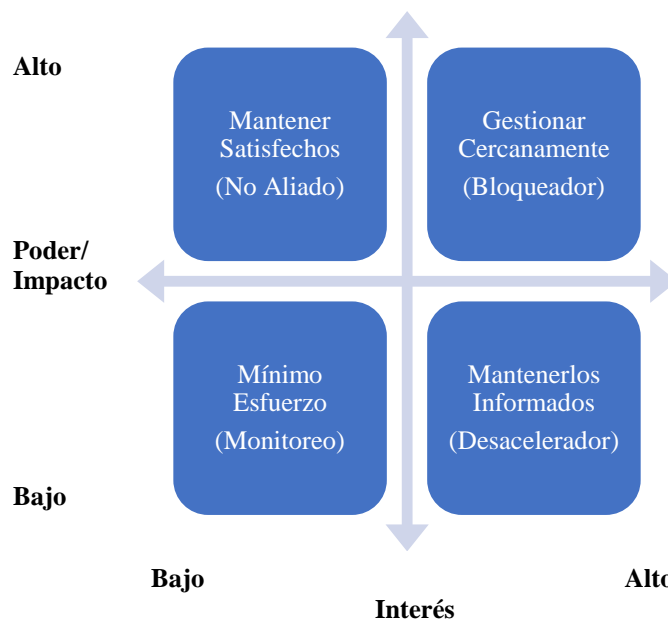 Alto
Mantener
Satisfechos
(No Aliado)
Gestionar
Cercanamente
(Bloqueador)
Poder/
Impacto
Mínimo
Esfuerzo
(Monitoreo)
Mantenerlos
Informados
(Desacelerador)
Bajo
Bajo
Alto
Interés